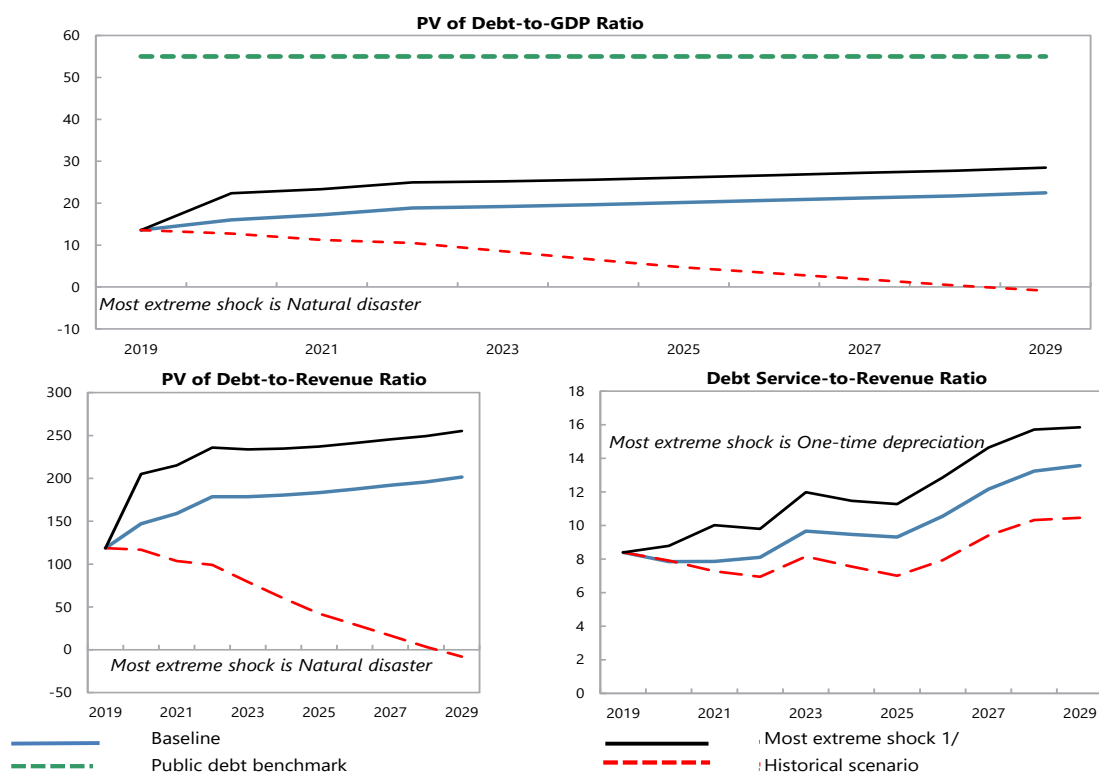 PV of Debt-to-GDP Ratio
60
50
40
30
20
10
0
-10
Most extreme shock is Natural disaster
2019 2021 2023 2025 2027 2029
PV of Debt-to-Revenue Ratio
300
250
200
150
100
50
0
-50
Most extreme shock is Natural disaster
2019 2021 2023 2025 2027 2029
Debt Service-to-Revenue Ratio
18
16
14
12
10
8
6
4
2
0
Most extreme shock is One-time depreciation
2019 2021 2023 2025 2027 2029
Baseline
Public debt benchmark
Most extreme shock 1/
Historical scenario